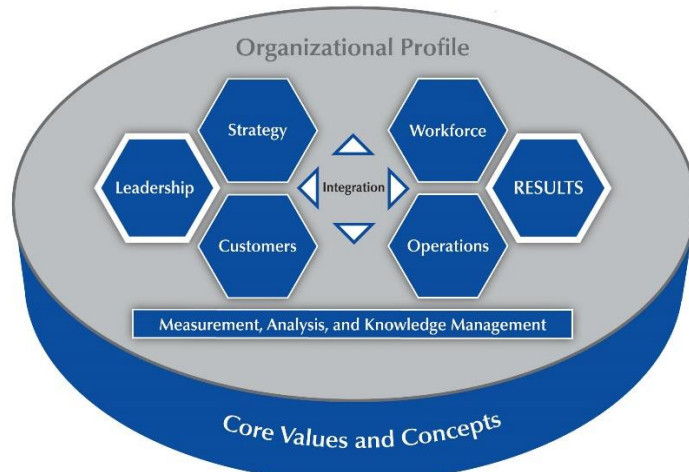 Organizational Profile
Strategy
Workforce
Leadership
Integration
RESULTS
Customers
Operations
Measurement, Analysis, and Knowledge Management
Core Values and Concepts